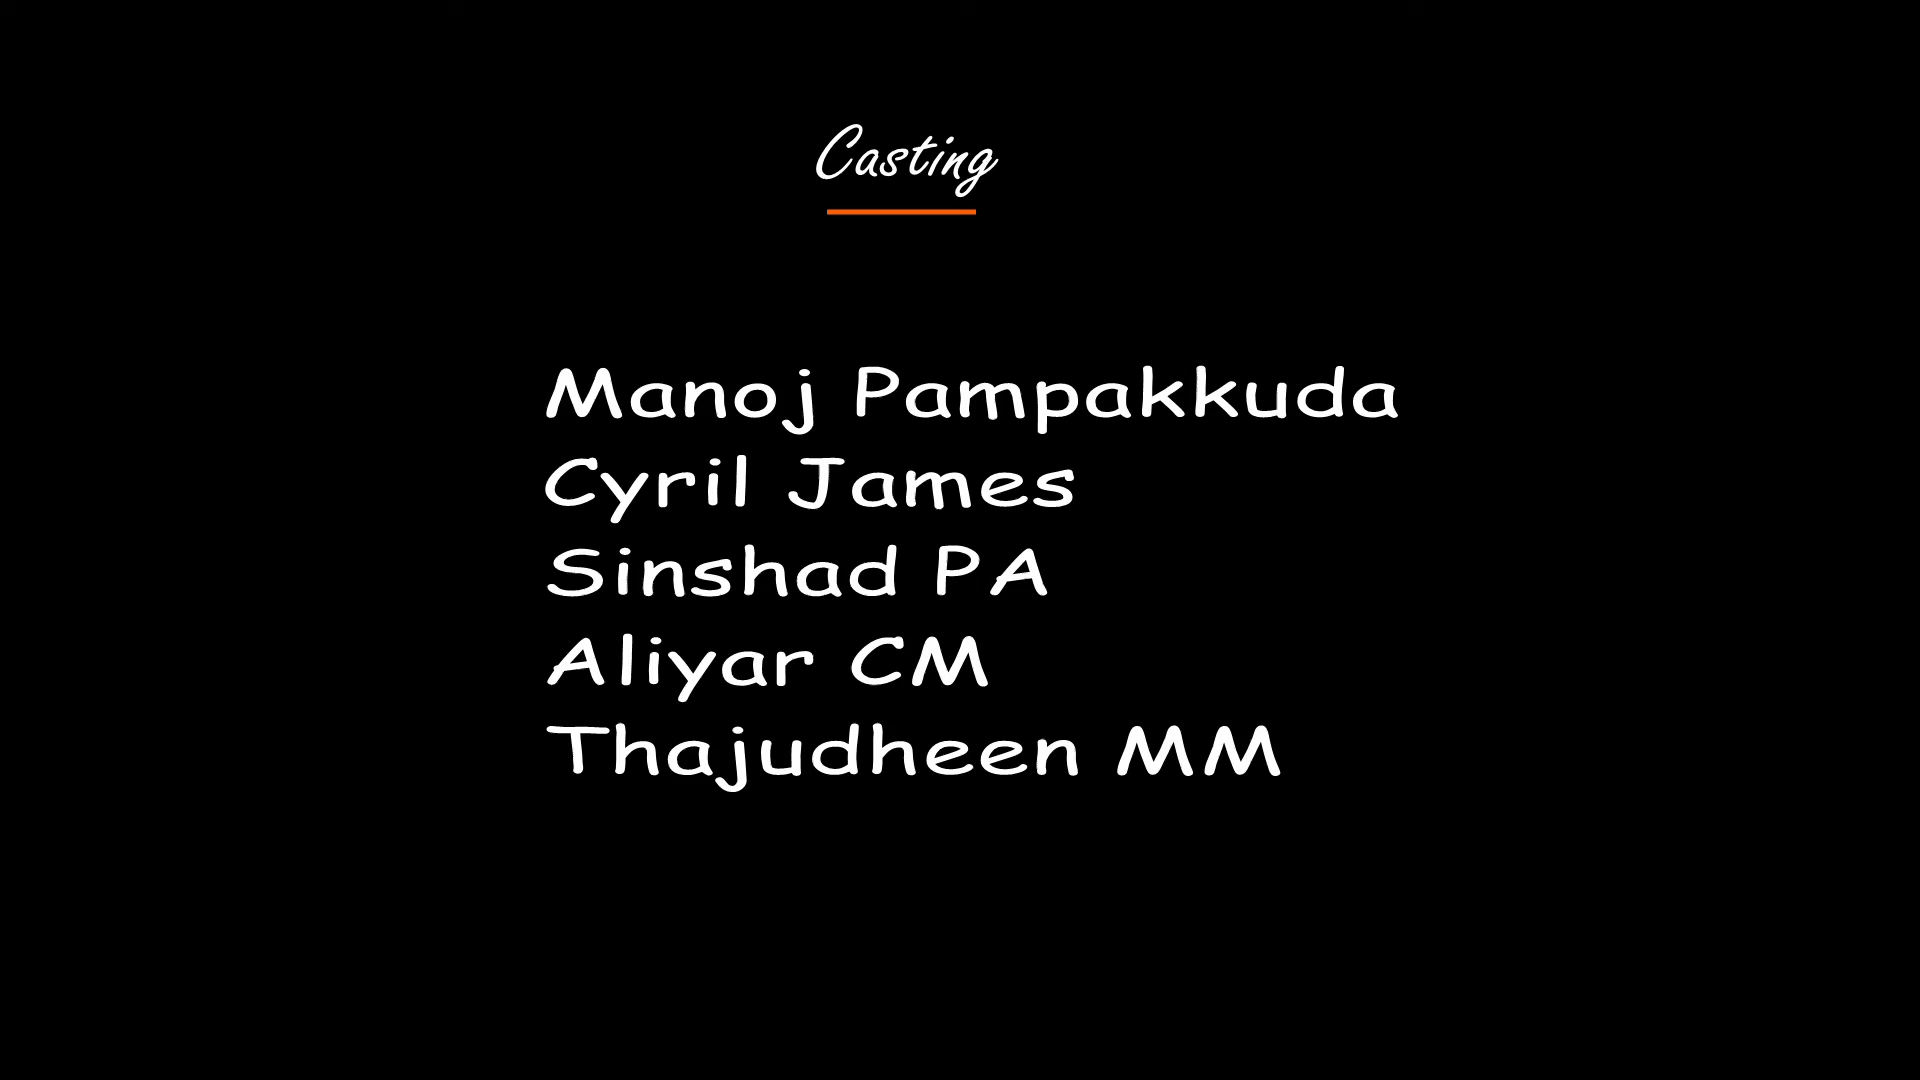 Casting
Manoj Pampakkuda
Cyril James
Sinshad PA
Aliyar CM
Thajudheen MM